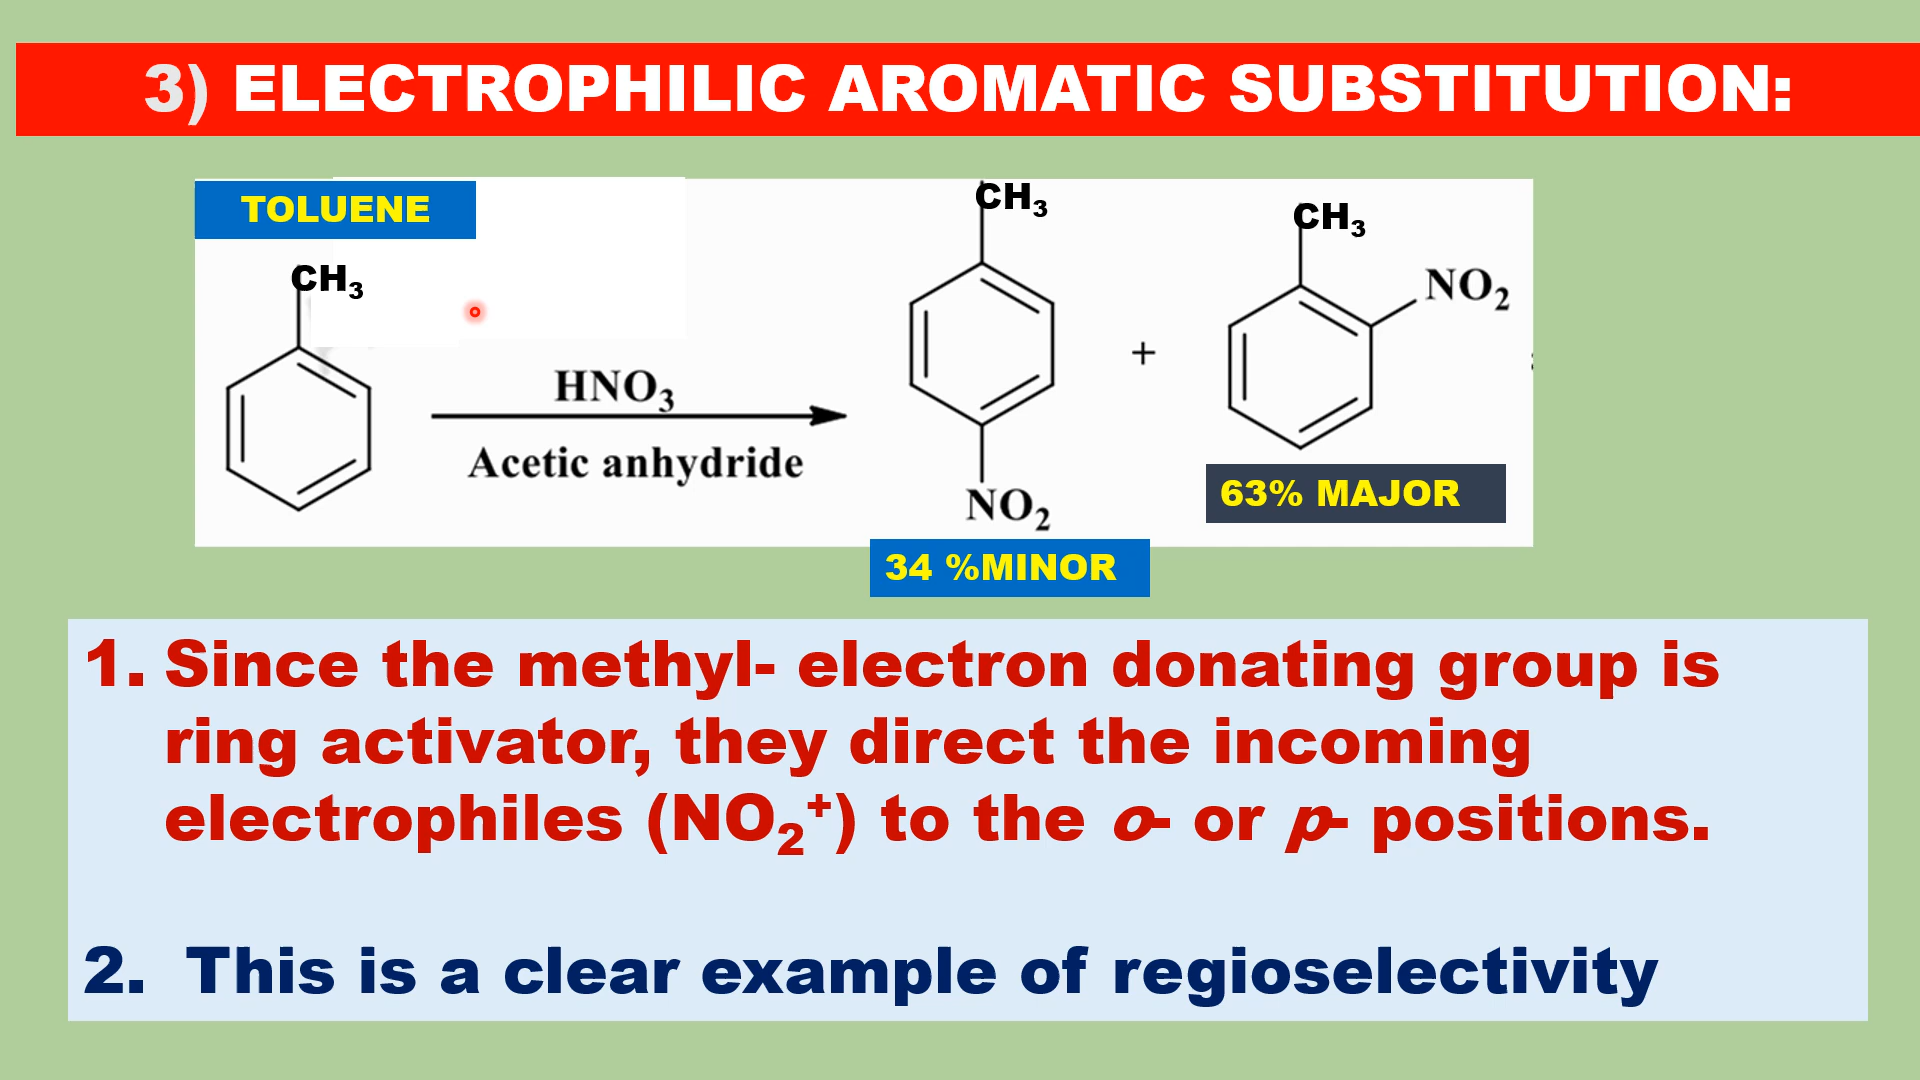 3) ELECTROPHILIC AROMATIC SUBSTITUTION:
TOLUENE
CH₃
HNO₃
Acetic anhydride
CH₃
NO₂
34 %MINOR
+
CH₃
NO₂
63% MAJOR
1. Since the methyl- electron donating group is
ring activator, they direct the incoming
electrophiles (NO₂⁺) to the o- or p- positions.
2. This is a clear example of regioselectivity